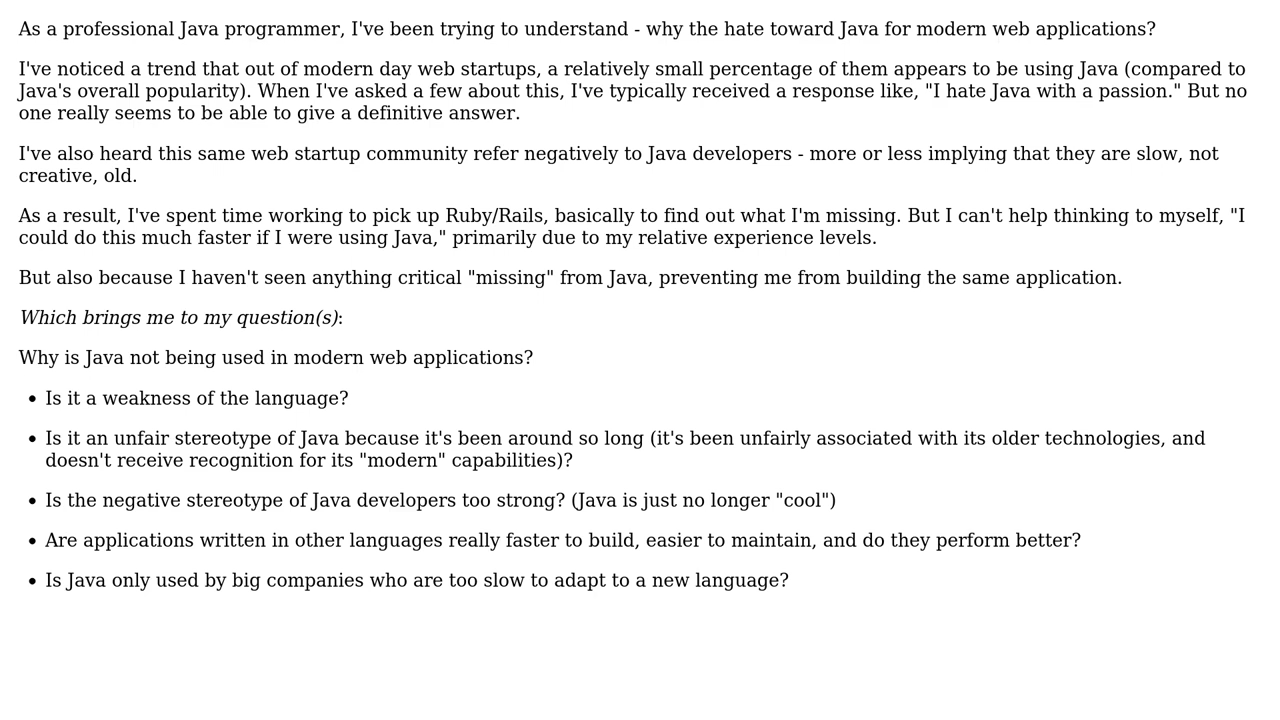 As a professional Java programmer, I've been trying to understand - why the hate toward Java for modern web applications?
I've noticed a trend that out of modern day web startups, a relatively small percentage of them appears to be using Java (compared to
Java's overall popularity). When I've asked a few about this, I've typically received a response like, "I hate Java with a passion." But no
one really seems to be able to give a definitive answer.
I've also heard this same web startup community refer negatively to Java developers - more or less implying that they are slow, not
creative, old.
As a result, I've spent time working to pick up Ruby/Rails, basically to find out what I'm missing. But I can't help thinking to myself, "I
could do this much faster if I were using Java," primarily due to my relative experience levels.
But also because I haven't seen anything critical "missing" from Java, preventing me from building the same application.
Which brings me to my question(s):
Why is Java not being used in modern web applications?
• Is it a weakness of the language?
• Is it an unfair stereotype of Java because it's been around so long (it's been unfairly associated with its older technologies, and
doesn't receive recognition for its "modern" capabilities)?
• Is the negative stereotype of Java developers too strong? (Java is just no longer "cool")
• Are applications written in other languages really faster to build, easier to maintain, and do they perform better?
• Is Java only used by big companies who are too slow to adapt to a new language?